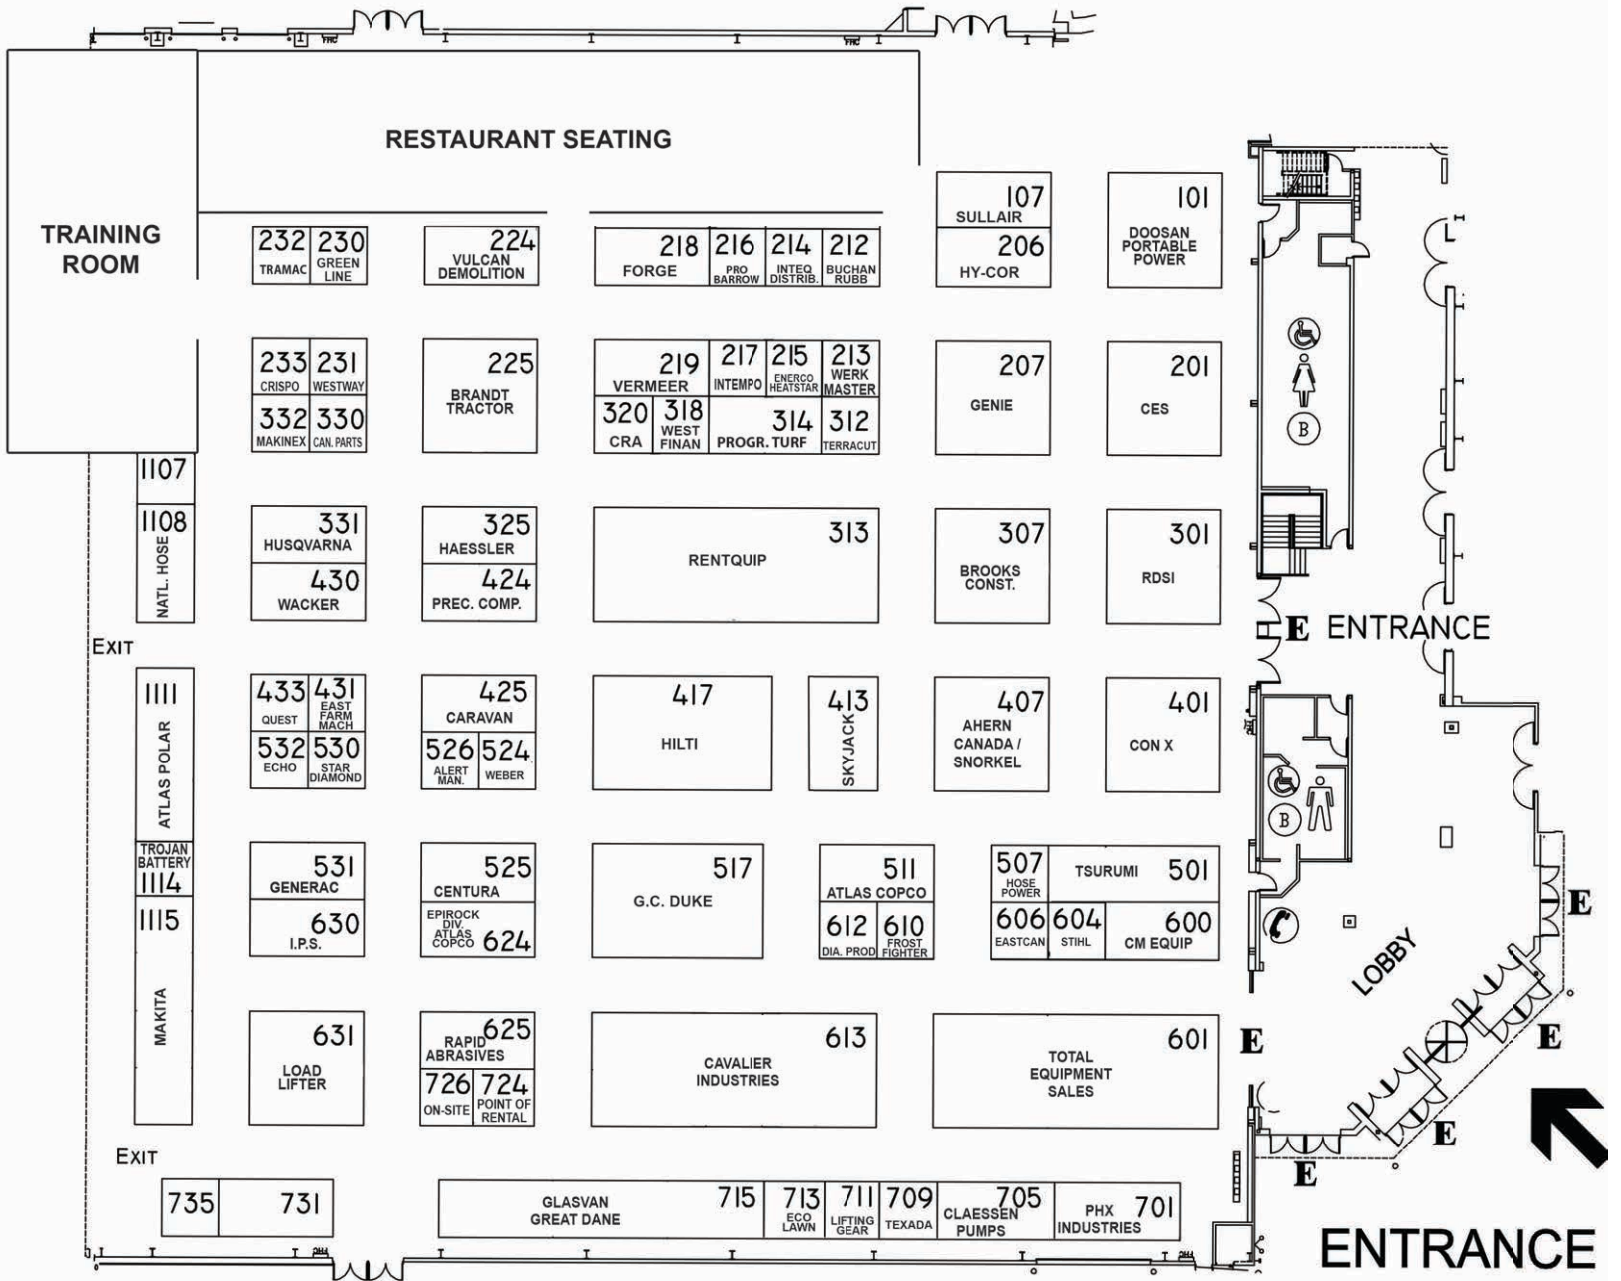 RESTAURANT SEATING
TRAINING
ROOM
107
SULLAIR
206
HY-COR
101
DOOSAN
PORTABLE
POWER
232
TRAMAC
230
GREEN
LINE
224
VULCAN
DEMOLITION
218
FORGE
216
PRO
BARROW
214
INTEQ
DISTRIB.
212
BUCHAN
RUBB
233
CRISPO
231
WESTWAY
332
MAKINEX
330
CAN. PARTS
225
BRANDT
TRACTOR
219
VERMEER
217
INTEMPO
215
ENERCO
HEATSTAR
213
WERK
MASTER
320
CRA
318
WEST
FINAN
314
PROGR. TURF
312
TERRACUT
207
GENIE
201
CES
B
1107
1108
NATL. HOSE
331
HUSQVARNA
430
WACKER
325
HAESSLER
424
PREC. COMP.
313
RENTQUIP
307
BROOKS
CONST.
301
RDSI
E ENTRANCE
EXIT
1111
ATLAS POLAR
433
QUEST
431
EAST
FARM
MACH
532
ECHO
530
STAR
DIAMOND
425
CARAVAN
526
ALERT
MAN.
524
WEBER
417
HILTI
413
SKYJACK
407
AHERN
CANADA /
SNORKEL
401
CON X
B
TROJAN
BATTERY
1114
1115
MAKITA
531
GENERAC
630
I.P.S.
525
CENTURA
EPIROCK
DIV.
ATLAS
COPCO
624
517
G.C. DUKE
511
ATLAS COPCO
612
DIA. PROD
610
FROST
FIGHTER
507
HOSE
POWER
TSURUMI 501
606
EASTCAN
604
STIHL
600
CM EQUIP
LOBBY
E
631
LOAD
LIFTER
625
RAPID
ABRASIVES
726
ON-SITE
724
POINT OF
RENTAL
613
CAVALIER
INDUSTRIES
601
TOTAL
EQUIPMENT
SALES
E
E
E
E
EXIT
735
731
715
GLASVAN
GREAT DANE
713
ECO
LAWN
711
LIFTING
GEAR
709
TEXADA
705
CLAESSEN
PUMPS
701
PHX
INDUSTRIES
ENTRANCE